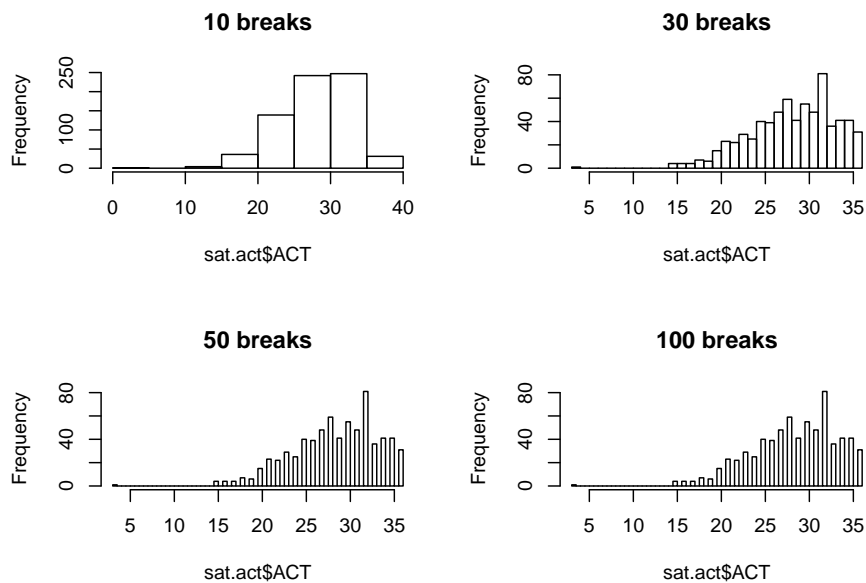 10 breaks
Frequency
250
100
0
0 10 20 30 40
sat.act$ACT
30 breaks
Frequency
80
40
0
5 10 15 20 25 30 35
sat.act$ACT
50 breaks
Frequency
80
40
0
5 10 15 20 25 30 35
sat.act$ACT
100 breaks
Frequency
80
40
0
5 10 15 20 25 30 35
sat.act$ACT